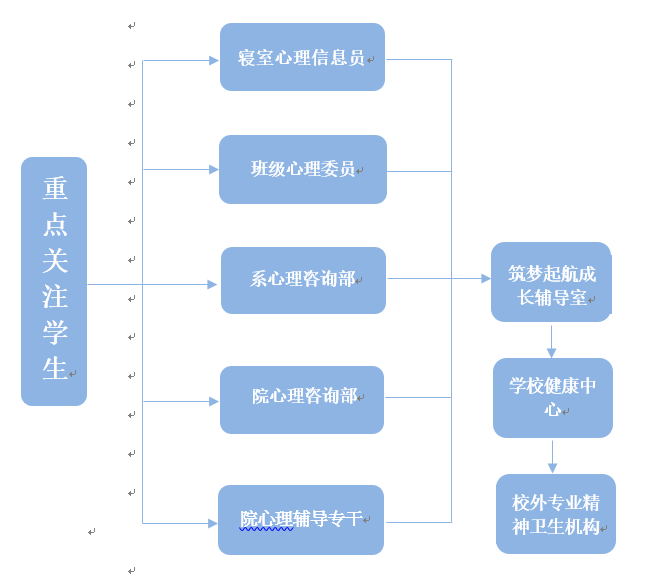 重
点
关
注
学
生
寝室心理信息员
班级心理委员
系心理咨询部
院心理咨询部
院心理辅导专干
筑梦起航成
长辅导室
学校健康中
心
校外专业精
神卫生机构